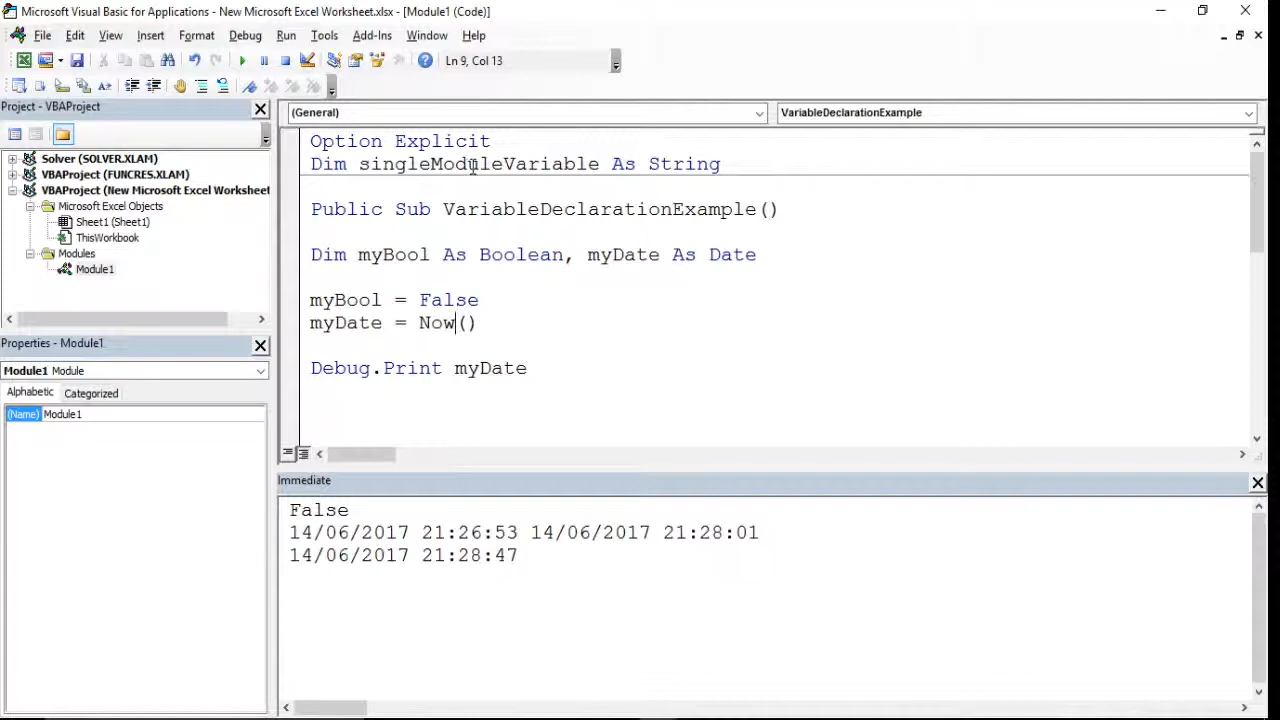 Microsoft Visual Basic for Applications - New Microsoft Excel Worksheet.xlsx - [Module1 (Code)]
File Edit View Insert Format Debug Run Tools Add-Ins Window Help
Ln 9, Col 13
Project - VBAProject
Solver (SOLVER.XLAM)
VBAProject (FUNCRES.XLAM)
VBAProject (New Microsoft Excel Worksheet
Microsoft Excel Objects
Sheet1 (Sheet1)
ThisWorkbook
Modules
Module1
Properties - Module1
Module1 Module
Alphabetic Categorized
(Name) Module1
(General) VariableDeclarationExample
Option Explicit
Dim singleModuleVariable As String
Public Sub VariableDeclarationExample()
Dim myBool As Boolean, myDate As Date
myBool = False
myDate = Now()
Debug.Print myDate
Immediate
False
14/06/2017 21:26:53 14/06/2017 21:28:01
14/06/2017 21:28:47